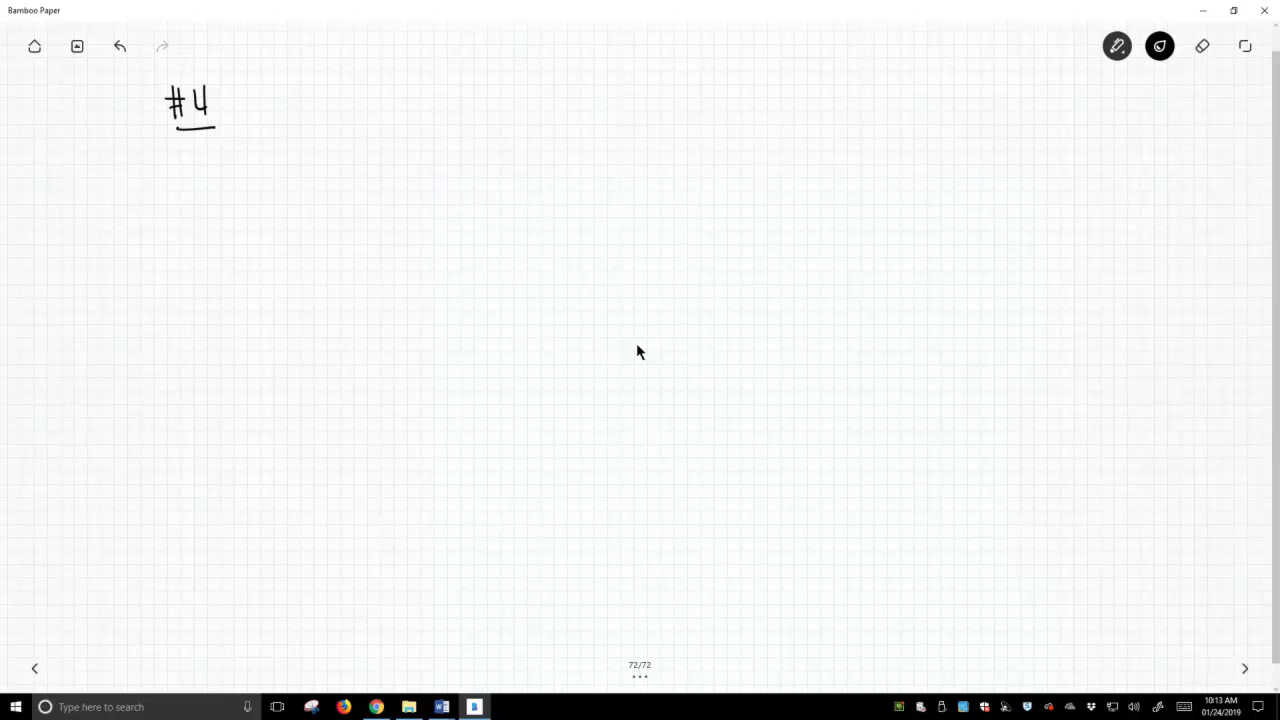 Bamboo Paper
#4
72/72
Type here to search
10:13 AM
01/24/2019